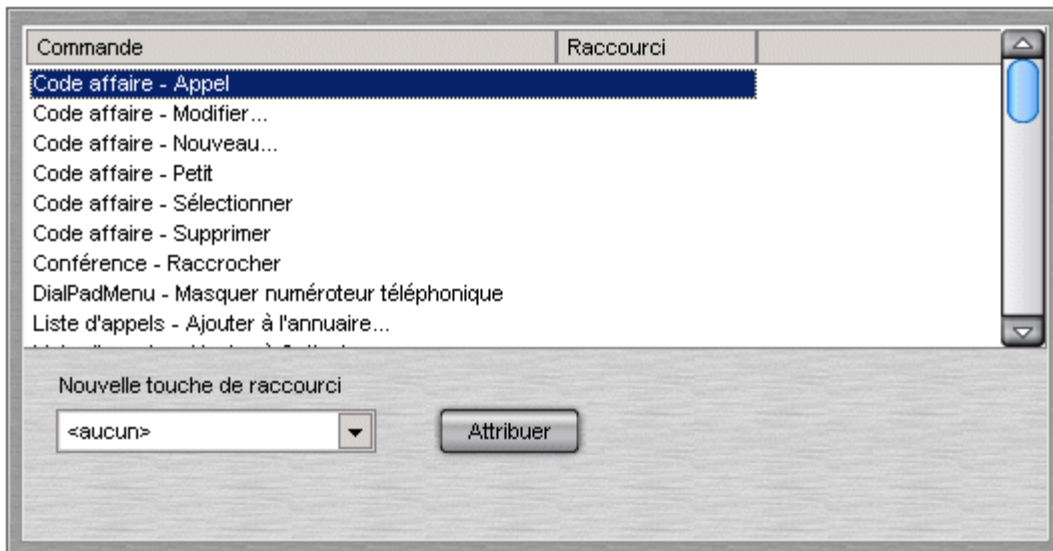 Commande Raccourci
Code affaire - Appel
Code affaire - Modifier...
Code affaire - Nouveau...
Code affaire - Petit
Code affaire - Sélectionner
Code affaire - Supprimer
Conférence - Raccrocher
DialPadMenu - Masquer numéroteur téléphonique
Liste d'appels - Ajouter à l'annuaire...
Nouvelle touche de raccourci
<aucun> Attribuer